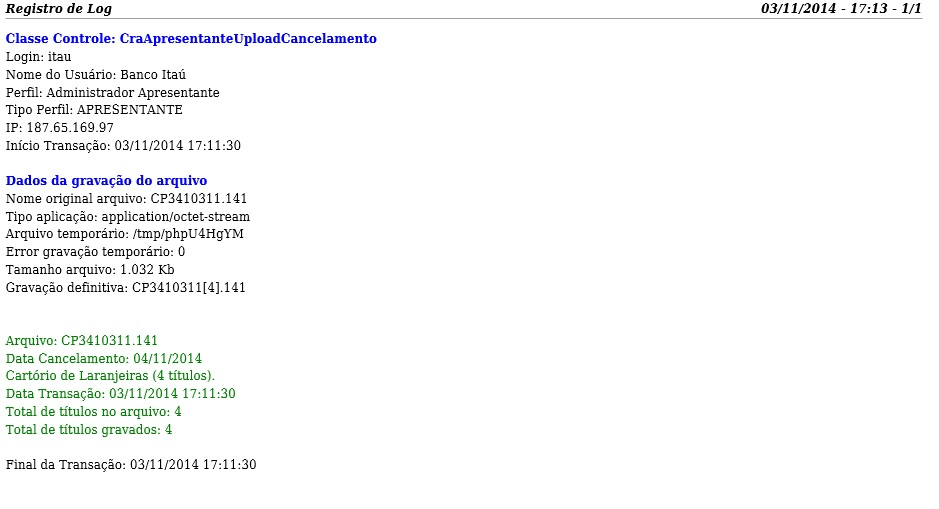 Registro de Log 03/11/2014 - 17:13 - 1/1
Classe Controle: CraApresentanteUploadCancelamento
Login: itau
Nome do Usuário: Banco Itaú
Perfil: Administrador Apresentante
Tipo Perfil: APRESENTANTE
IP: 187.65.169.97
Início Transação: 03/11/2014 17:11:30
Dados da gravação do arquivo
Nome original arquivo: CP3410311.141
Tipo aplicação: application/octet-stream
Arquivo temporário: /tmp/phpU4HgYM
Error gravação temporário: 0
Tamanho arquivo: 1.032 Kb
Gravação definitiva: CP3410311[4].141
Arquivo: CP3410311.141
Data Cancelamento: 04/11/2014
Cartório de Laranjeiras (4 títulos).
Data Transação: 03/11/2014 17:11:30
Total de títulos no arquivo: 4
Total de títulos gravados: 4
Final da Transação: 03/11/2014 17:11:30